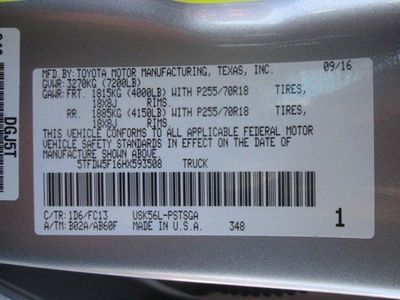 MFD.BY:TOYOTA MOTOR MANUFACTURING, TEXAS, INC. 09/16
GVWR: 3270KG (7200LB)
GAWR: FRT. 1815KG (4000LB) WITH P255/70R18 TIRES,
18X8J RIMS.
RR. 1885KG (4150LB) WITH P255/70R18 TIRES,
18X8J RIMS.
THIS VEHICLE CONFORMS TO ALL APPLICABLE FEDERAL MOTOR
VEHICLE SAFETY STANDARDS IN EFFECT ON THE DATE OF
MANUFACTURE SHOWN ABOVE.
5TFDW5F16HX593508 TRUCK
C/TR: 1D6/FC13 USK56L-PSTSGA
A/TM: B02A/AB60F MADE IN U.S.A. 348 1
DGJ5T